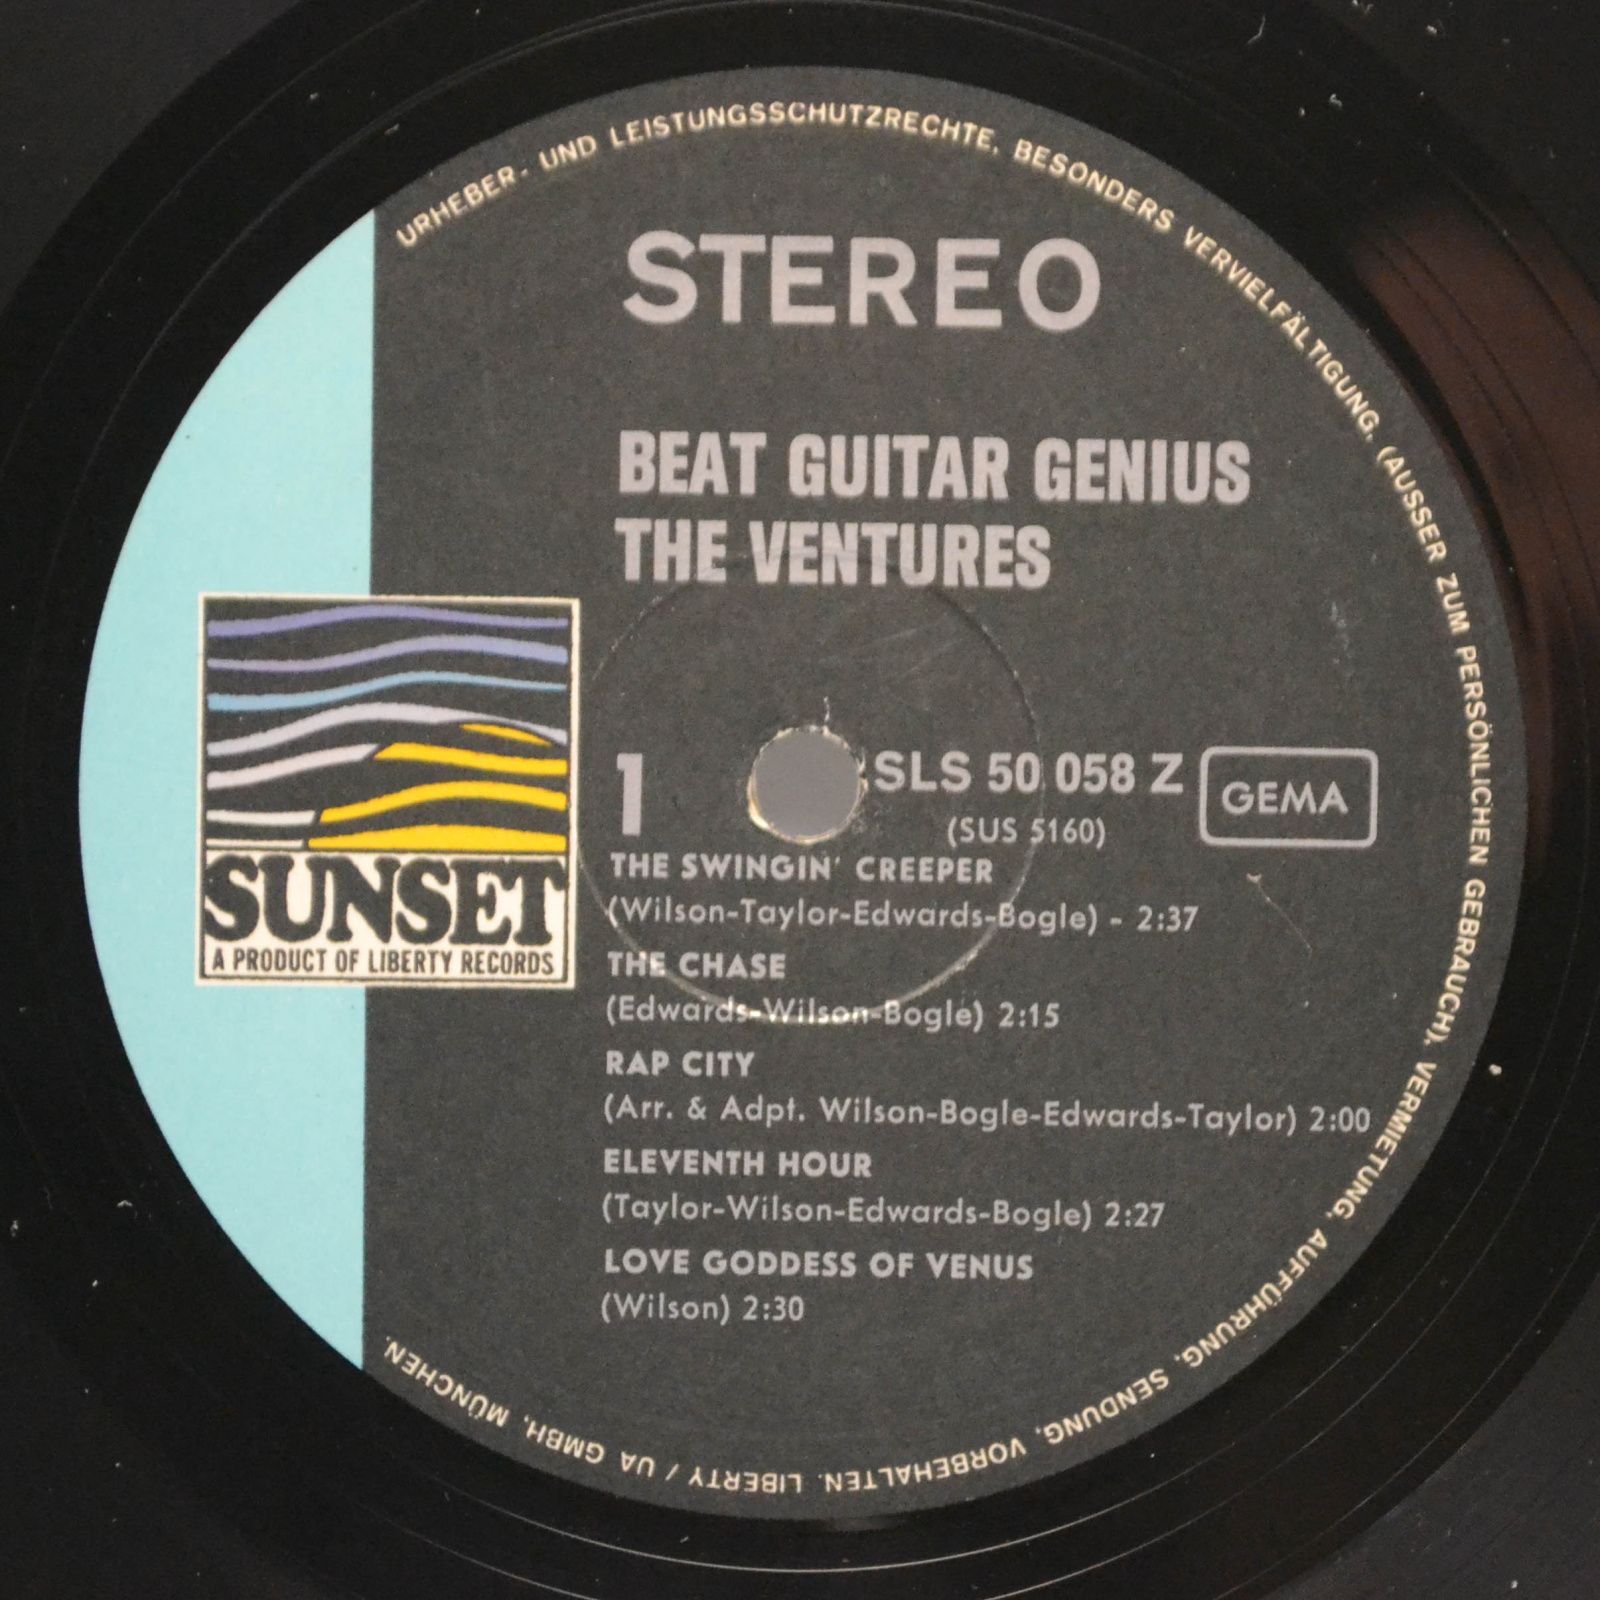 URHEBER- UND LEISTUNGSSCHUTZRECHTE, BESONDERS VERVIELFÄLTIGUNG, (AUSSER ZUM PERSÖNLICHEN GEBRAUCH), VERMIETUNG, AUFFÜHRUNG, SENDUNG, VORBEHALTEN. LIBERTY / UA GMBH, MÜNCHEN.
STEREO
BEAT GUITAR GENIUS
THE VENTURES
SUNSET
A PRODUCT OF LIBERTY RECORDS
1 SLS 50 058 Z GEMA
(SUS 5160)
THE SWINGIN' CREEPER
(Wilson-Taylor-Edwards-Bogle) - 2:37
THE CHASE
(Edwards-Wilson-Bogle) 2:15
RAP CITY
(Arr. & Adpt. Wilson-Bogle-Edwards-Taylor) 2:00
ELEVENTH HOUR
(Taylor-Wilson-Edwards-Bogle) 2:27
LOVE GODDESS OF VENUS
(Wilson) 2:30